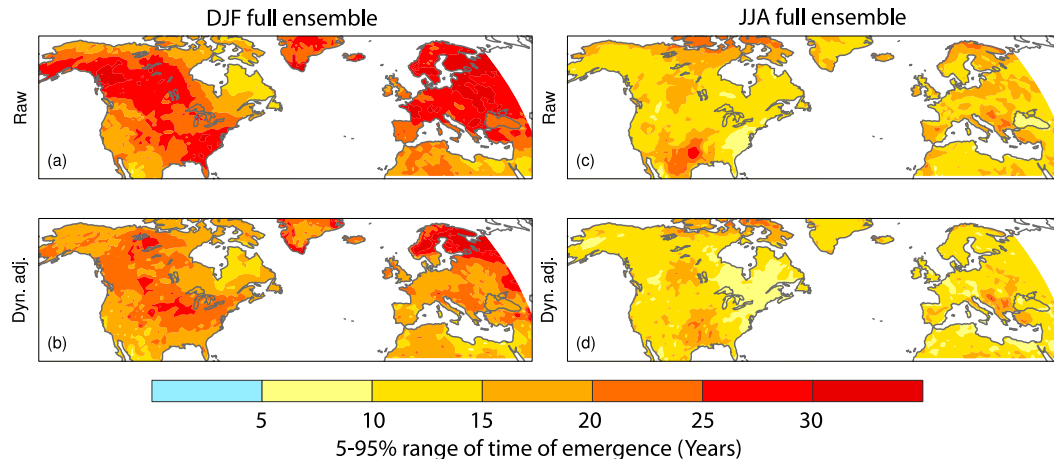 DJF full ensemble
JJA full ensemble
Raw
(a)
Raw
(c)
Dyn. adj.
(b)
Dyn. adj.
(d)
5 10 15 20 25 30
5-95% range of time of emergence (Years)